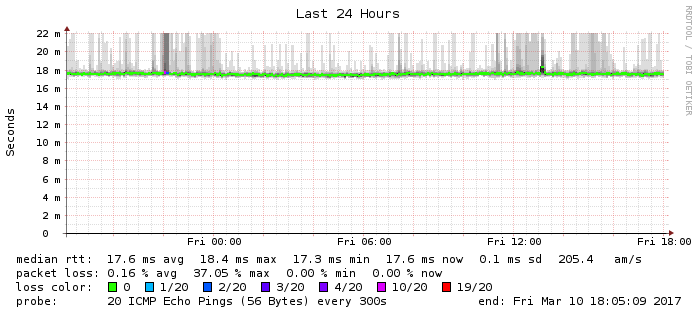 Last 24 Hours
RRDTOOL / TOBI OETIKER
Seconds
22 m
20 m
18 m
16 m
14 m
12 m
10 m
8 m
6 m
4 m
2 m
0
Fri 00:00 Fri 06:00 Fri 12:00 Fri 18:00
median rtt: 17.6 ms avg 18.4 ms max 17.3 ms min 17.6 ms now 0.1 ms sd 205.4 am/s
packet loss: 0.16 % avg 37.05 % max 0.00 % min 0.00 % now
loss color: 0 1/20 2/20 3/20 4/20 10/20 19/20
probe: 20 ICMP Echo Pings (56 Bytes) every 300s end: Fri Mar 10 18:05:09 2017